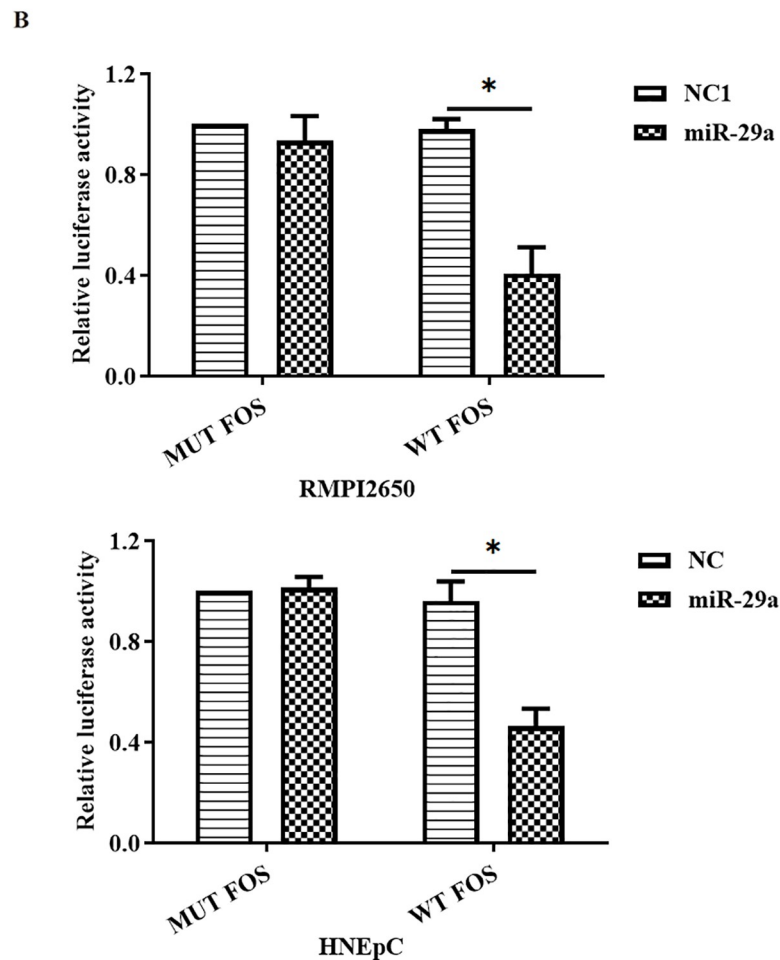 B
Relative luciferase activity
1.2
0.8
0.4
0.0
*
NC1
miR-29a
MUT FOS
WT FOS
RMPI2650
Relative luciferase activity
1.2
0.8
0.4
0.0
*
NC
miR-29a
MUT FOS
WT FOS
HNEpC